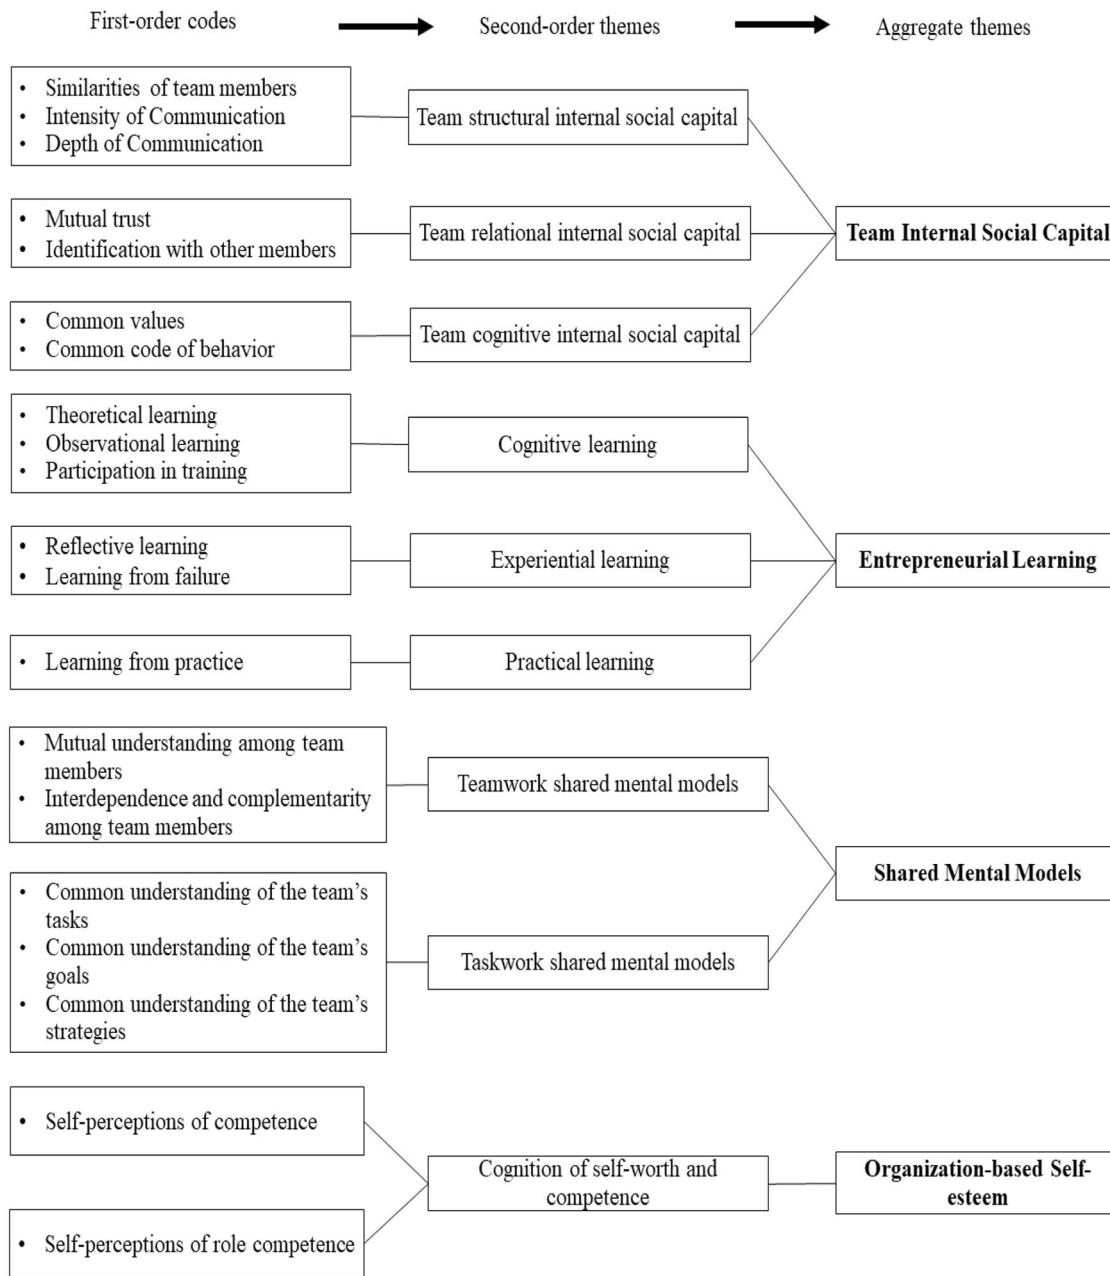 First-order codes
Second-order themes
Aggregate themes
• Similarities of team members
• Intensity of Communication
• Depth of Communication
Team structural internal social capital
• Mutual trust
• Identification with other members
Team relational internal social capital
Team Internal Social Capital
• Common values
• Common code of behavior
Team cognitive internal social capital
• Theoretical learning
• Observational learning
• Participation in training
Cognitive learning
• Reflective learning
• Learning from failure
Experiential learning
Entrepreneurial Learning
• Learning from practice
Practical learning
• Mutual understanding among team
members
• Interdependence and complementarity
among team members
Teamwork shared mental models
Shared Mental Models
• Common understanding of the team’s
tasks
• Common understanding of the team’s
goals
• Common understanding of the team’s
strategies
Taskwork shared mental models
• Self-perceptions of competence
Cognition of self-worth and
competence
Organization-based Self-
esteem
• Self-perceptions of role competence